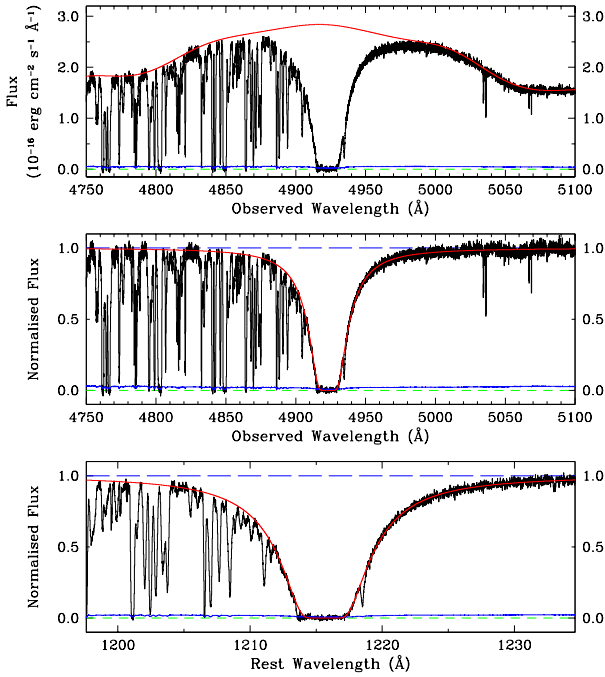 Flux
(10⁻¹⁶ erg cm⁻² s⁻¹ Å⁻¹)
3.0
2.0
1.0
0.0
3.0
2.0
1.0
0.0
4750 4800 4850 4900 4950 5000 5050 5100
Observed Wavelength (Å)
Normalised Flux
1.0
0.5
0.0
1.0
0.5
0.0
Normalised Flux
4750 4800 4850 4900 4950 5000 5050 5100
Observed Wavelength (Å)
Normalised Flux
1.0
0.5
0.0
1.0
0.5
0.0
Normalised Flux
1200 1210 1220 1230
Rest Wavelength (Å)